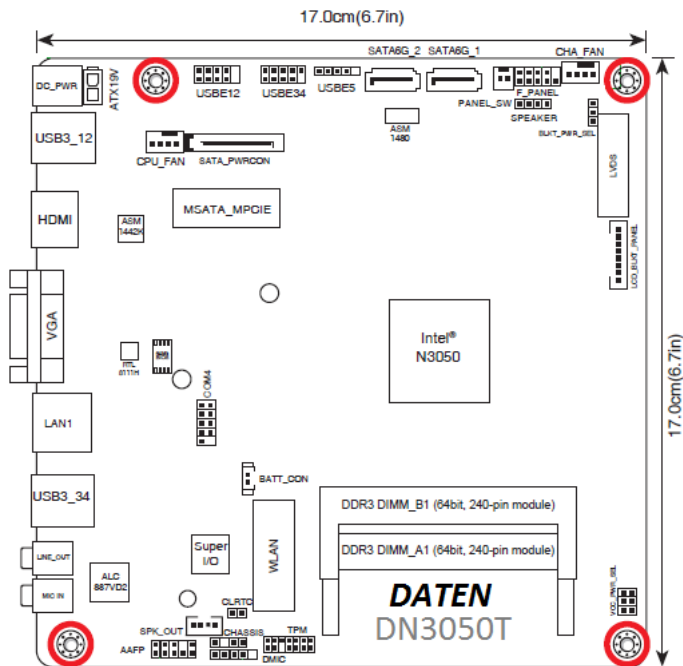 17.0cm(6.7in)
SATA6G_2 SATA6G_1 CHA_FAN
DC_PWR
ATX19V
USBE12 USBE34 USBE5
F_PANEL
PANEL_SW
SPEAKER
BLKT_PWR_SEL
USB3_12
CPU_FAN SATA_PWRCON
ASM
1480
LVDS
HDMI
ASM
1442K
MSATA_MPCIE
LCD_BLKT_PANEL
VGA
Intel®
N3050
17.0cm(6.7in)
RTL
8111H
COM4
LAN1
BATT_CON
USB3_34
DDR3 DIMM_B1 (64bit, 240-pin module)
DDR3 DIMM_A1 (64bit, 240-pin module)
LINE_OUT
Super
I/O
WLAN
MIC IN
ALC
887VD2
DATEN
DN3050T
VCC_PWR_SEL
CLRTC
SPK_OUT CHASSIS TPM
AAFP DMIC